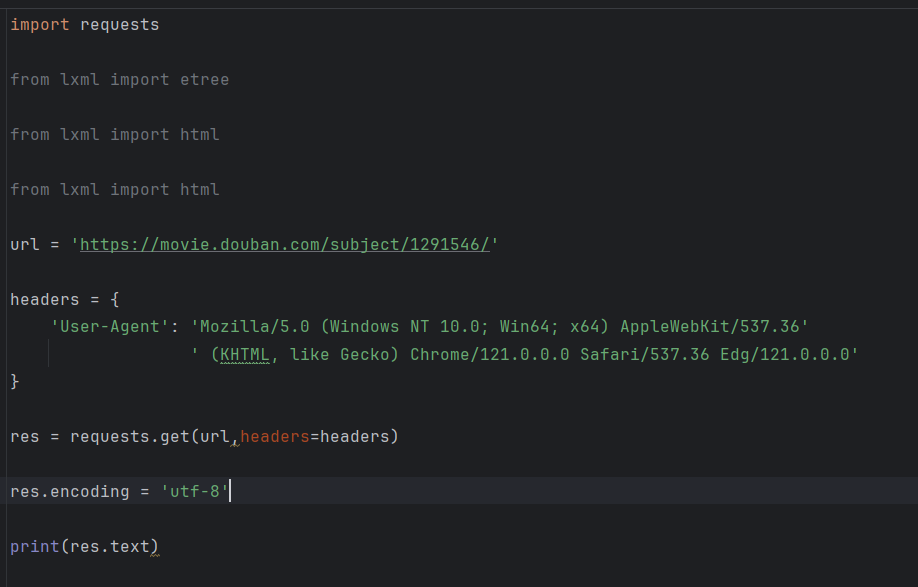 import requests
from lxml import etree
from lxml import html
from lxml import html
url = 'https://movie.douban.com/subject/1291546/'
headers = {
    'User-Agent': 'Mozilla/5.0 (Windows NT 10.0; Win64; x64) AppleWebKit/537.36'
                  ' (KHTML, like Gecko) Chrome/121.0.0.0 Safari/537.36 Edg/121.0.0.0'
}
res = requests.get(url,headers=headers)
res.encoding = 'utf-8'
print(res.text)